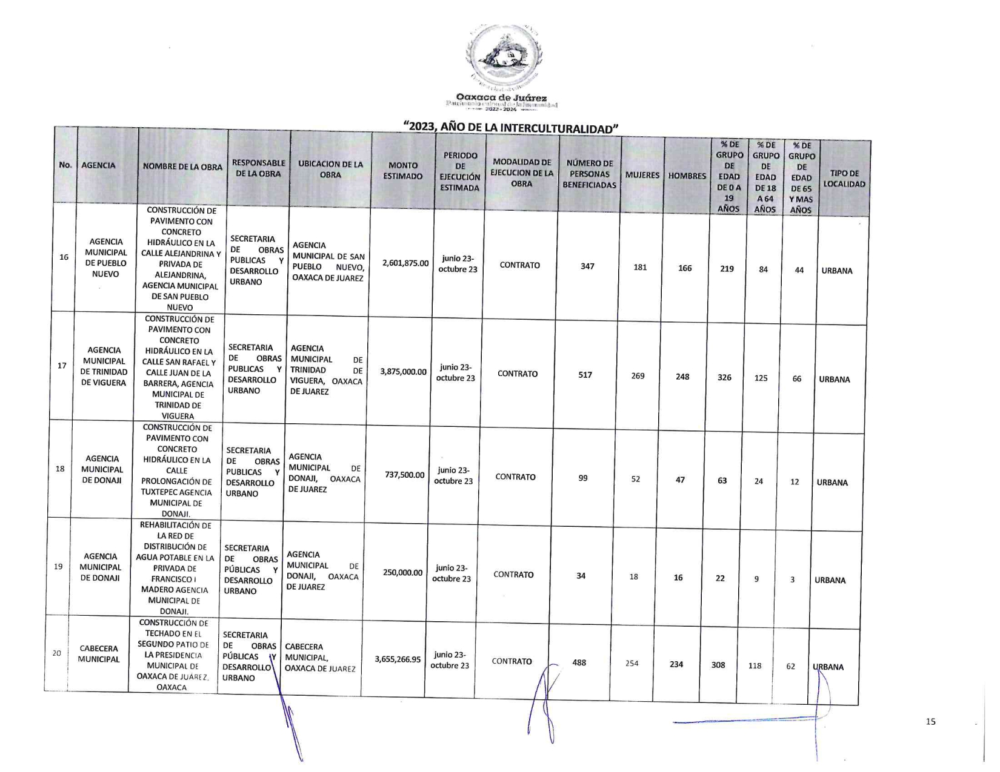 Oaxaca de Juárez
Patrimonio cultural de la humanidad
2022 - 2024
“2023, AÑO DE LA INTERCULTURALIDAD”
No.
AGENCIA
NOMBRE DE LA OBRA
RESPONSABLE
DE LA OBRA
UBICACION DE LA
OBRA
MONTO
ESTIMADO
PERIODO
DE
EJECUCIÓN
ESTIMADA
MODALIDAD DE
EJECUCION DE LA
OBRA
NÚMERO DE
PERSONAS
BENEFICIADAS
MUJERES
HOMBRES
% DE
GRUPO
DE
EDAD
DE 0 A
19
AÑOS
% DE
GRUPO
DE
EDAD
DE 18
A 64
AÑOS
% DE
GRUPO
DE
EDAD
DE 65
Y MAS
AÑOS
TIPO DE
LOCALIDAD
16
AGENCIA
MUNICIPAL
DE PUEBLO
NUEVO
CONSTRUCCIÓN DE
PAVIMENTO CON
CONCRETO
HIDRÁULICO EN LA
CALLE ALEJANDRINA Y
PRIVADA DE
ALEJANDRINA,
AGENCIA MUNICIPAL
DE SAN PUEBLO
NUEVO
SECRETARIA
DE OBRAS
PUBLICAS Y
DESARROLLO
URBANO
AGENCIA
MUNICIPAL DE SAN
PUEBLO NUEVO,
OAXACA DE JUAREZ
2,601,875.00
junio 23-
octubre 23
CONTRATO
347
181
166
219
84
44
URBANA
17
AGENCIA
MUNICIPAL
DE TRINIDAD
DE VIGUERA
CONSTRUCCIÓN DE
PAVIMENTO CON
CONCRETO
HIDRÁULICO EN LA
CALLE SAN RAFAEL Y
CALLE JUAN DE LA
BARRERA, AGENCIA
MUNICIPAL DE
TRINIDAD DE
VIGUERA
SECRETARIA
DE OBRAS
PUBLICAS Y
DESARROLLO
URBANO
AGENCIA
MUNICIPAL DE
TRINIDAD DE
VIGUERA, OAXACA
DE JUAREZ
3,875,000.00
junio 23-
octubre 23
CONTRATO
517
269
248
326
125
66
URBANA
18
AGENCIA
MUNICIPAL
DE DONAJI
CONSTRUCCIÓN DE
PAVIMENTO CON
CONCRETO
HIDRÁULICO EN LA
CALLE
PROLONGACIÓN DE
TUXTEPEC AGENCIA
MUNICIPAL DE
DONAJI.
SECRETARIA
DE OBRAS
PUBLICAS Y
DESARROLLO
URBANO
AGENCIA
MUNICIPAL DE
DONAJI, OAXACA
DE JUAREZ
737,500.00
junio 23-
octubre 23
CONTRATO
99
52
47
63
24
12
URBANA
19
AGENCIA
MUNICIPAL
DE DONAJI
REHABILITACIÓN DE
LA RED DE
DISTRIBUCIÓN DE
AGUA POTABLE EN LA
PRIVADA DE
FRANCISCO I
MADERO AGENCIA
MUNICIPAL DE
DONAJI.
SECRETARIA
DE OBRAS
PÚBLICAS Y
DESARROLLO
URBANO
AGENCIA
MUNICIPAL DE
DONAJI, OAXACA
DE JUAREZ
250,000.00
junio 23-
octubre 23
CONTRATO
34
18
16
22
9
3
URBANA
20
CABECERA
MUNICIPAL
CONSTRUCCIÓN DE
TECHADO EN EL
SEGUNDO PATIO DE
LA PRESIDENCIA
MUNICIPAL DE
OAXACA DE JUÁREZ.
OAXACA
SECRETARIA
DE OBRAS
PÚBLICAS Y
DESARROLLO
URBANO
CABECERA
MUNICIPAL,
OAXACA DE JUAREZ
3,655,266.95
junio 23-
octubre 23
CONTRATO
488
254
234
308
118
62
URBANA
15